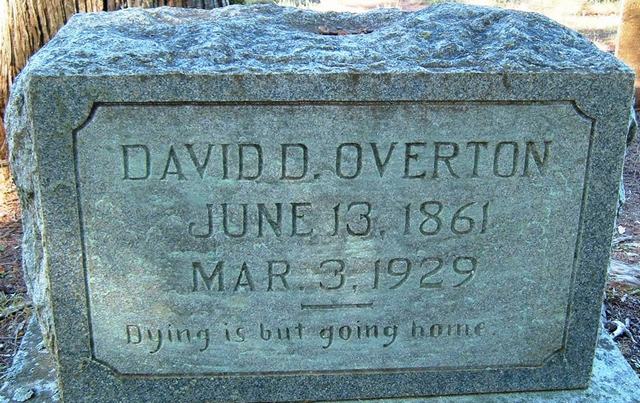 DAVID D. OVERTON
JUNE 13, 1861
MAR. 3, 1929
Dying is but going home.